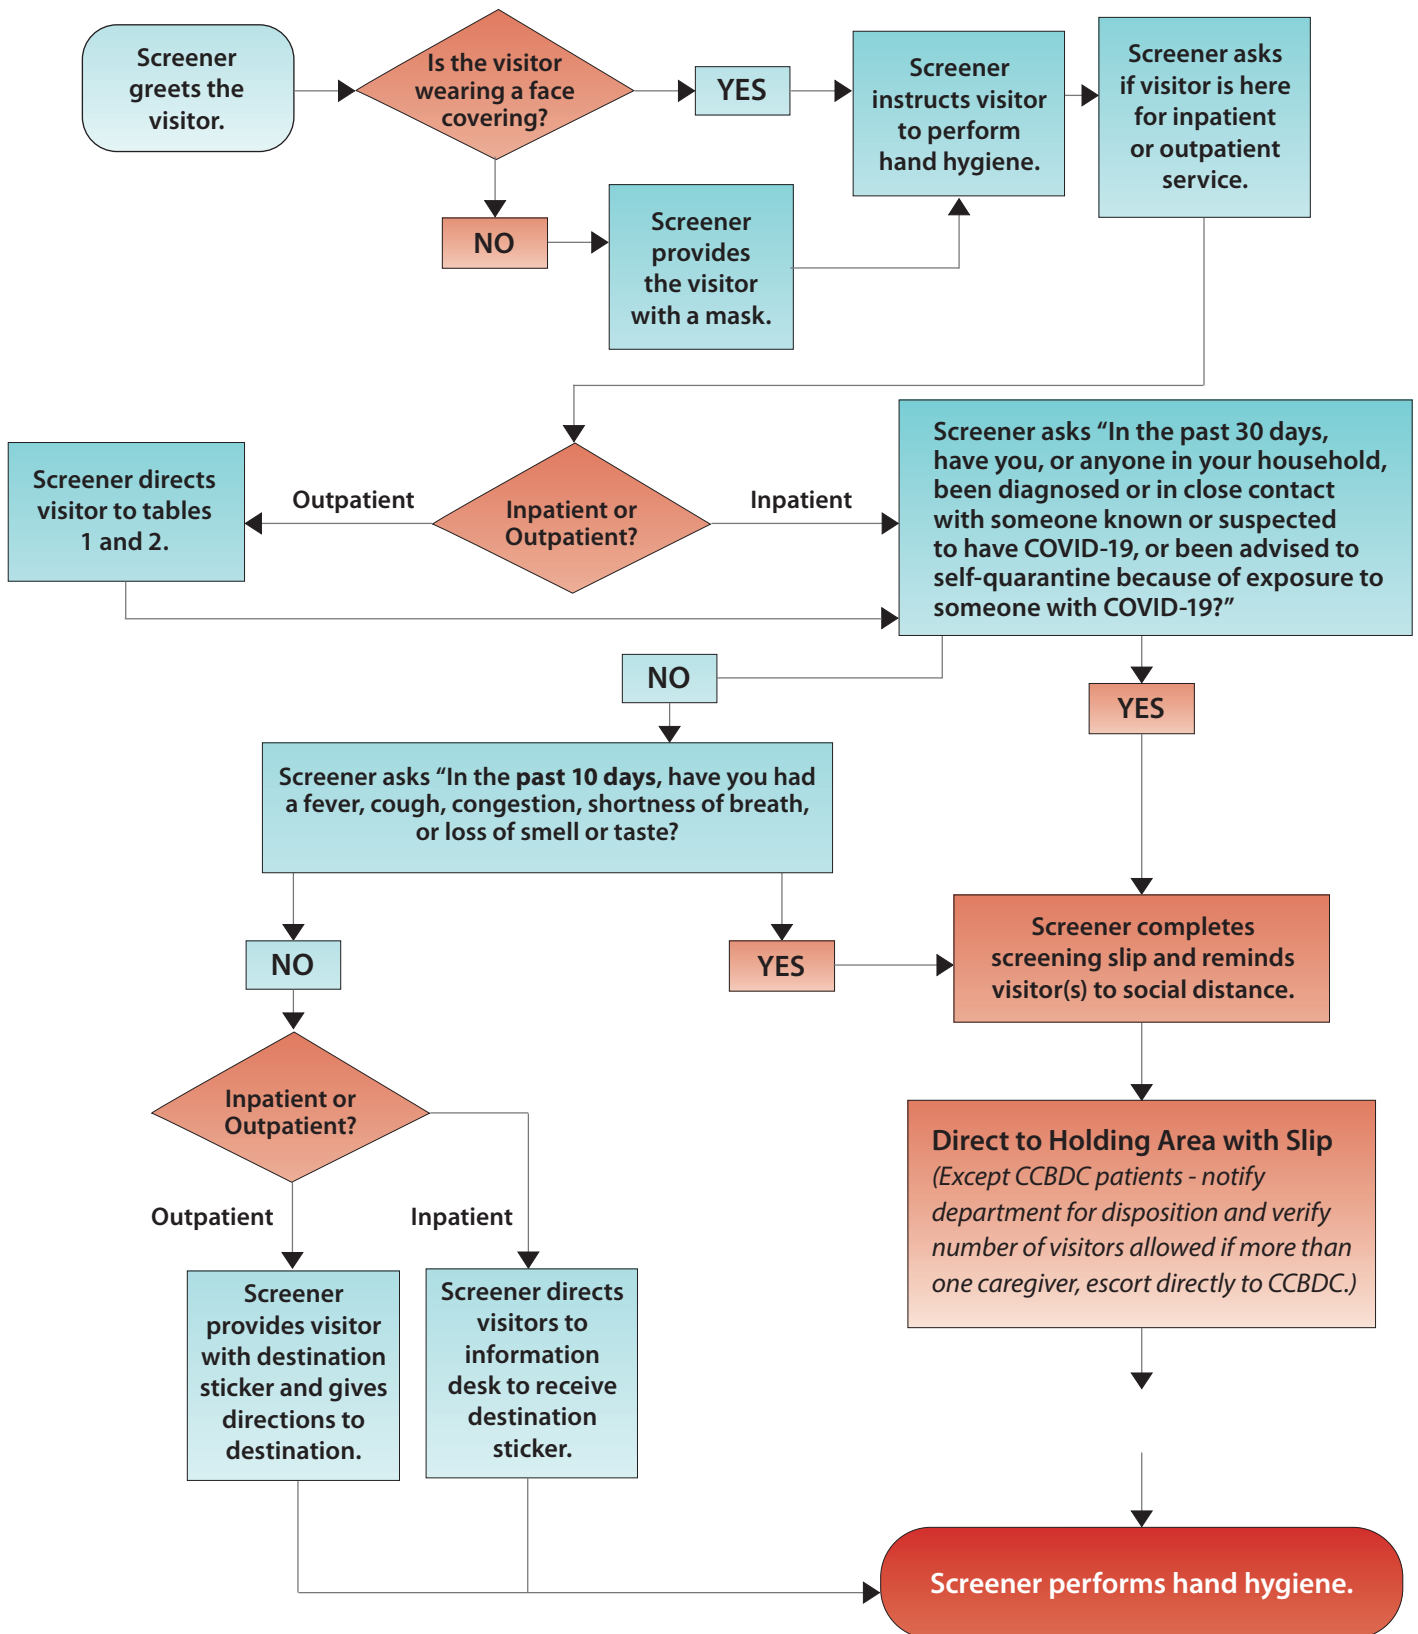 Screener
greets the
visitor.
Is the visitor
wearing a face
covering?
YES
Screener
instructs visitor
to perform
hand hygiene.
Screener asks
if visitor is here
for inpatient
or outpatient
service.
NO
Screener
provides
the visitor
with a mask.
Screener directs
visitor to tables
1 and 2.
Outpatient
Inpatient or
Outpatient?
Inpatient
Screener asks “In the past 30 days,
have you, or anyone in your household,
been diagnosed or in close contact
with someone known or suspected
to have COVID-19, or been advised to
self-quarantine because of exposure to
someone with COVID-19?”
NO
YES
Screener asks “In the past 10 days, have you had
a fever, cough, congestion, shortness of breath,
or loss of smell or taste?
NO
YES
Screener completes
screening slip and reminds
visitor(s) to social distance.
Inpatient or
Outpatient?
Direct to Holding Area with Slip
(Except CCBDC patients - notify
department for disposition and verify
number of visitors allowed if more than
one caregiver, escort directly to CCBDC.)
Outpatient
Inpatient
Screener
provides visitor
with destination
sticker and gives
directions to
destination.
Screener directs
visitors to
information
desk to receive
destination
sticker.
Screener performs hand hygiene.